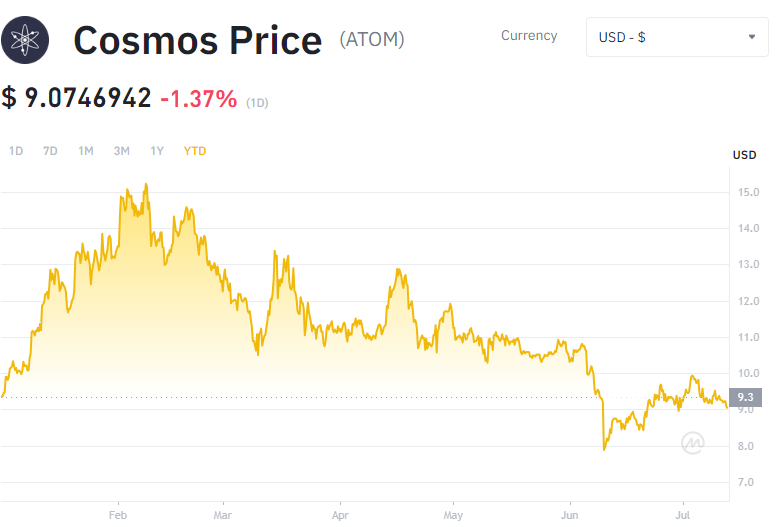 Cosmos Price (ATOM)
Currency
USD - $
$ 9.0746942 -1.37% (1D)
1D 7D 1M 3M 1Y YTD
USD
15.0
14.0
13.0
12.0
11.0
10.0
9.3
9.0
8.0
7.0
Feb Mar Apr May Jun Jul